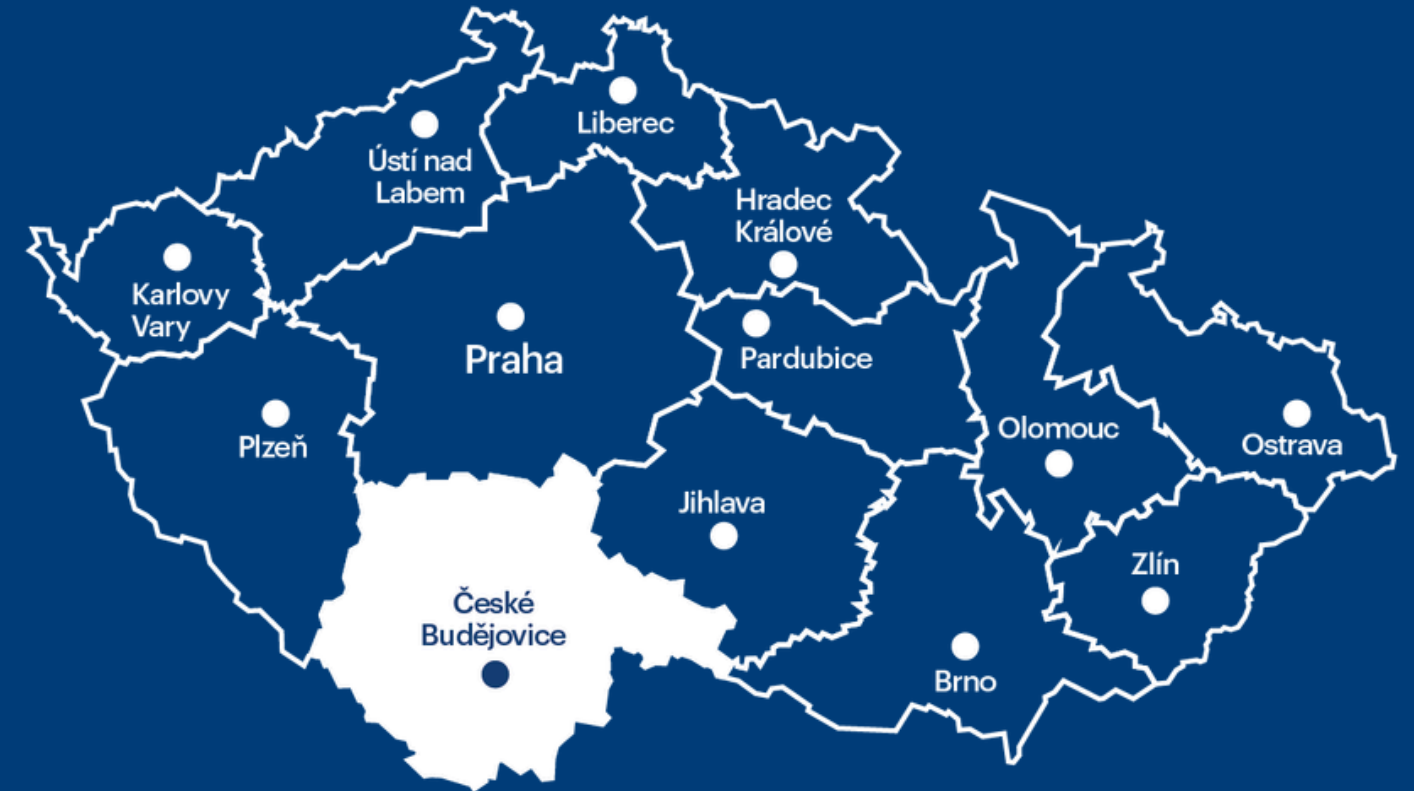 Liberec
Ústí nad
Labem
Hradec
Králové
Karlovy
Vary
Praha
Pardubice
Plzeň
Olomouc
Ostrava
Jihlava
Zlín
České
Budějovice
Brno